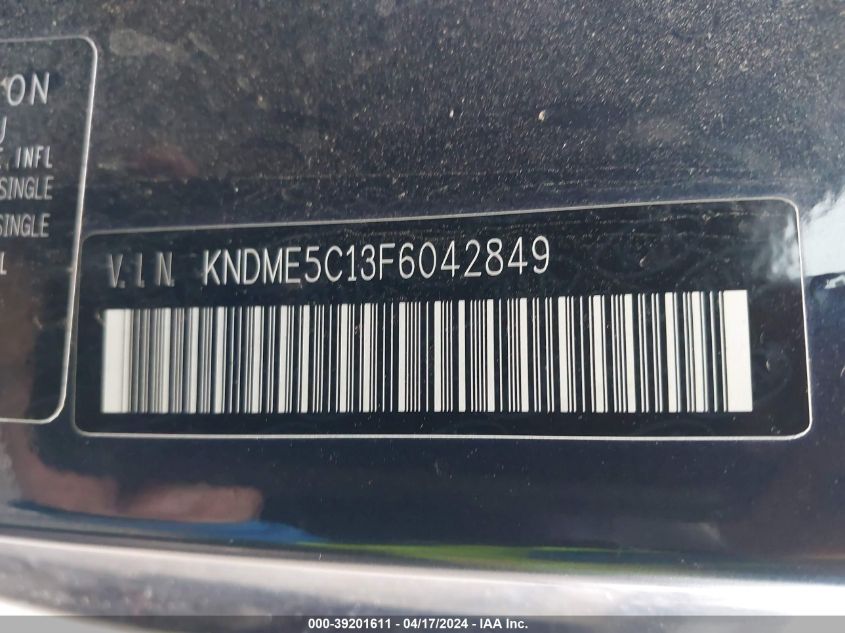 ON
U
E, INFL
SINGLE
SINGLE
L
V.I.N. KNDME5C13F6042849
000-39201611 / 04/17/2024 - IAA Inc.